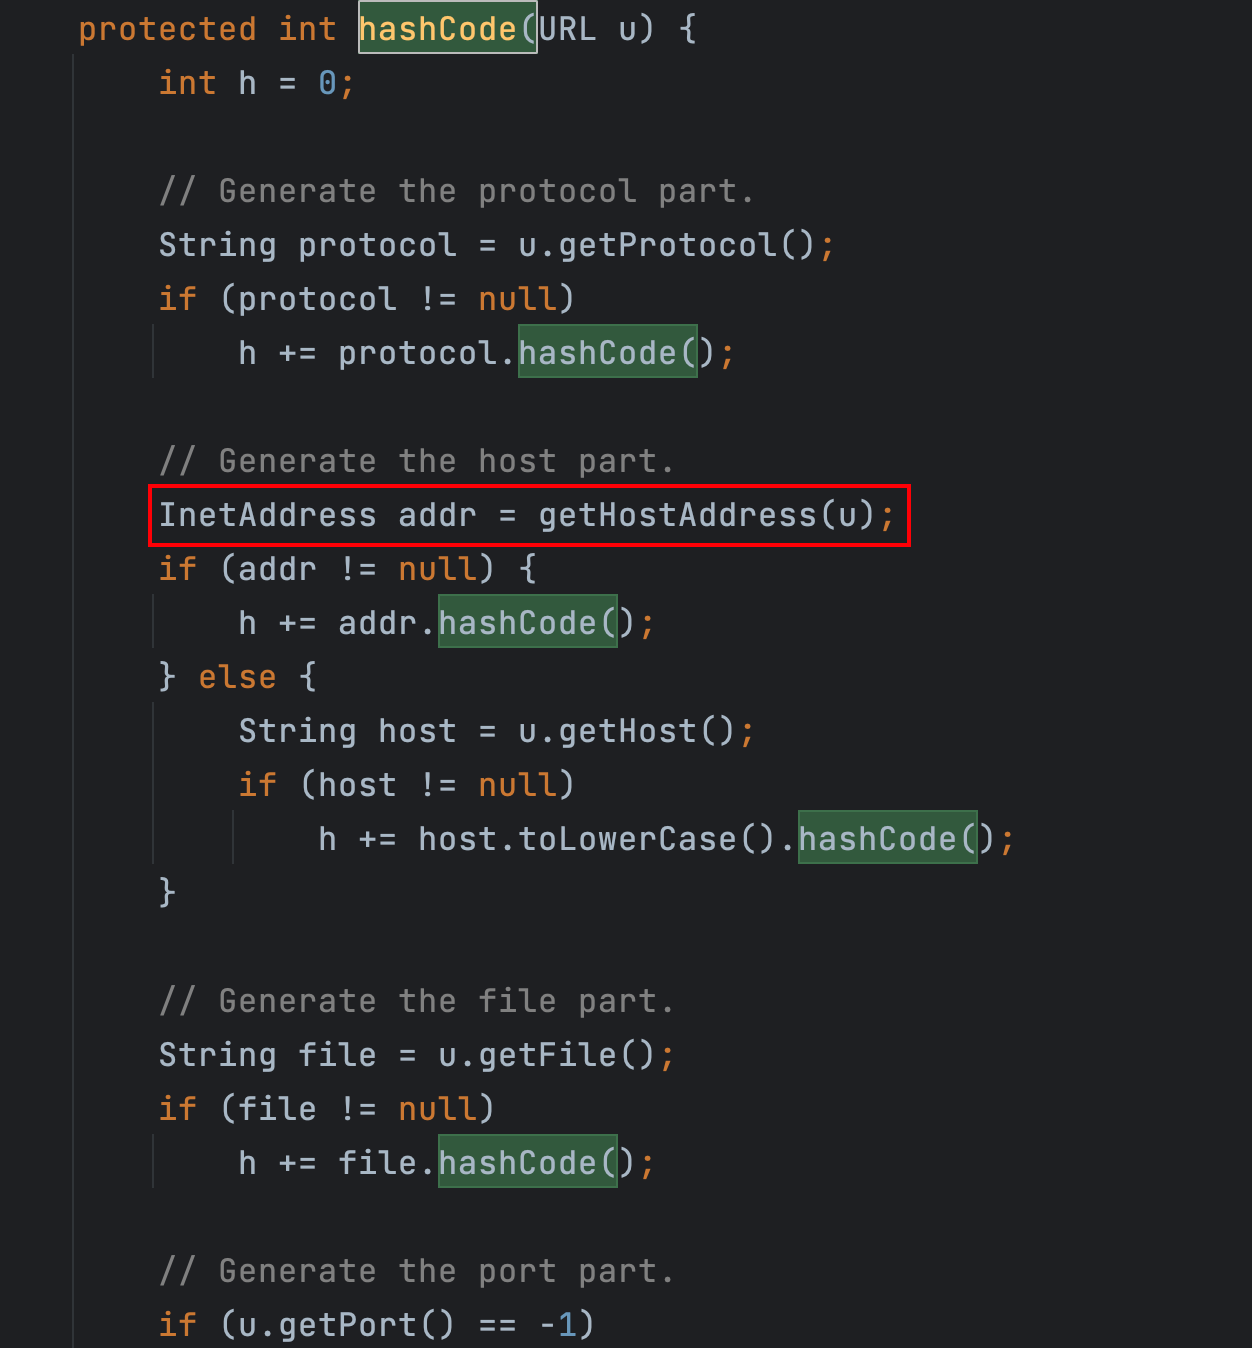 protected int hashCode(URL u) {
int h = 0;
// Generate the protocol part.
String protocol = u.getProtocol();
if (protocol != null)
h += protocol.hashCode();
// Generate the host part.
InetAddress addr = getHostAddress(u);
if (addr != null) {
h += addr.hashCode();
} else {
String host = u.getHost();
if (host != null)
h += host.toLowerCase().hashCode();
}
// Generate the file part.
String file = u.getFile();
if (file != null)
h += file.hashCode();
// Generate the port part.
if (u.getPort() == -1)